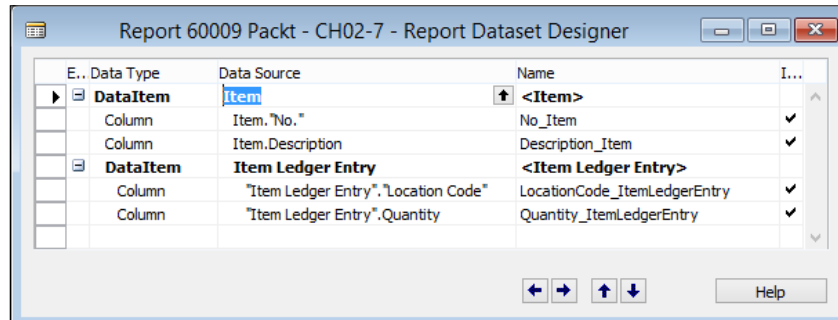 Report 60009 Packt - CH02-7 - Report Dataset Designer
E.. Data Type Data Source Name I...
DataItem Item <Item>
Column Item."No." No_Item
Column Item.Description Description_Item
DataItem Item Ledger Entry <Item Ledger Entry>
Column "Item Ledger Entry"."Location Code" LocationCode_ItemLedgerEntry
Column "Item Ledger Entry".Quantity Quantity_ItemLedgerEntry
Help